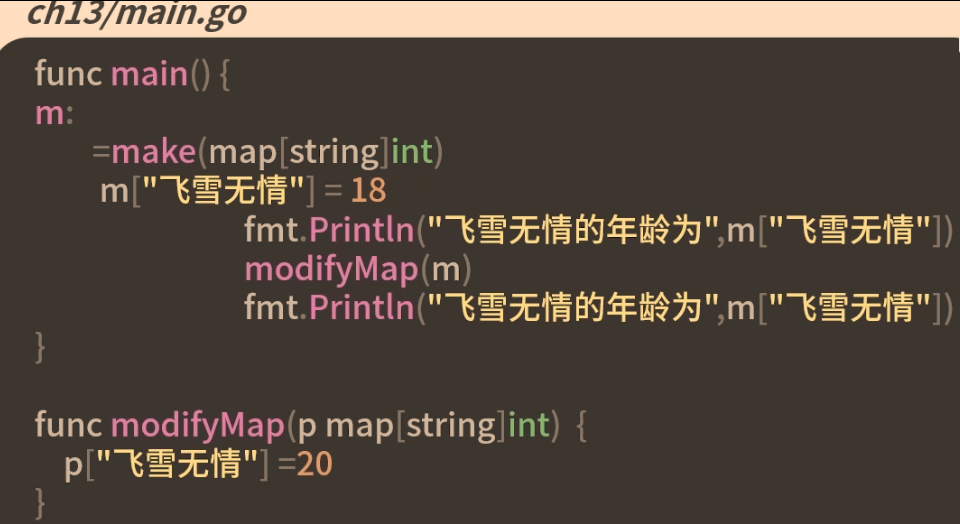 ch13/main.go
func main() {
m:
=make(map[string]int)
m["飞雪无情"] = 18
fmt.Println("飞雪无情的年龄为",m["飞雪无情"])
modifyMap(m)
fmt.Println("飞雪无情的年龄为",m["飞雪无情"])
}
func modifyMap(p map[string]int) {
p["飞雪无情"] =20
}